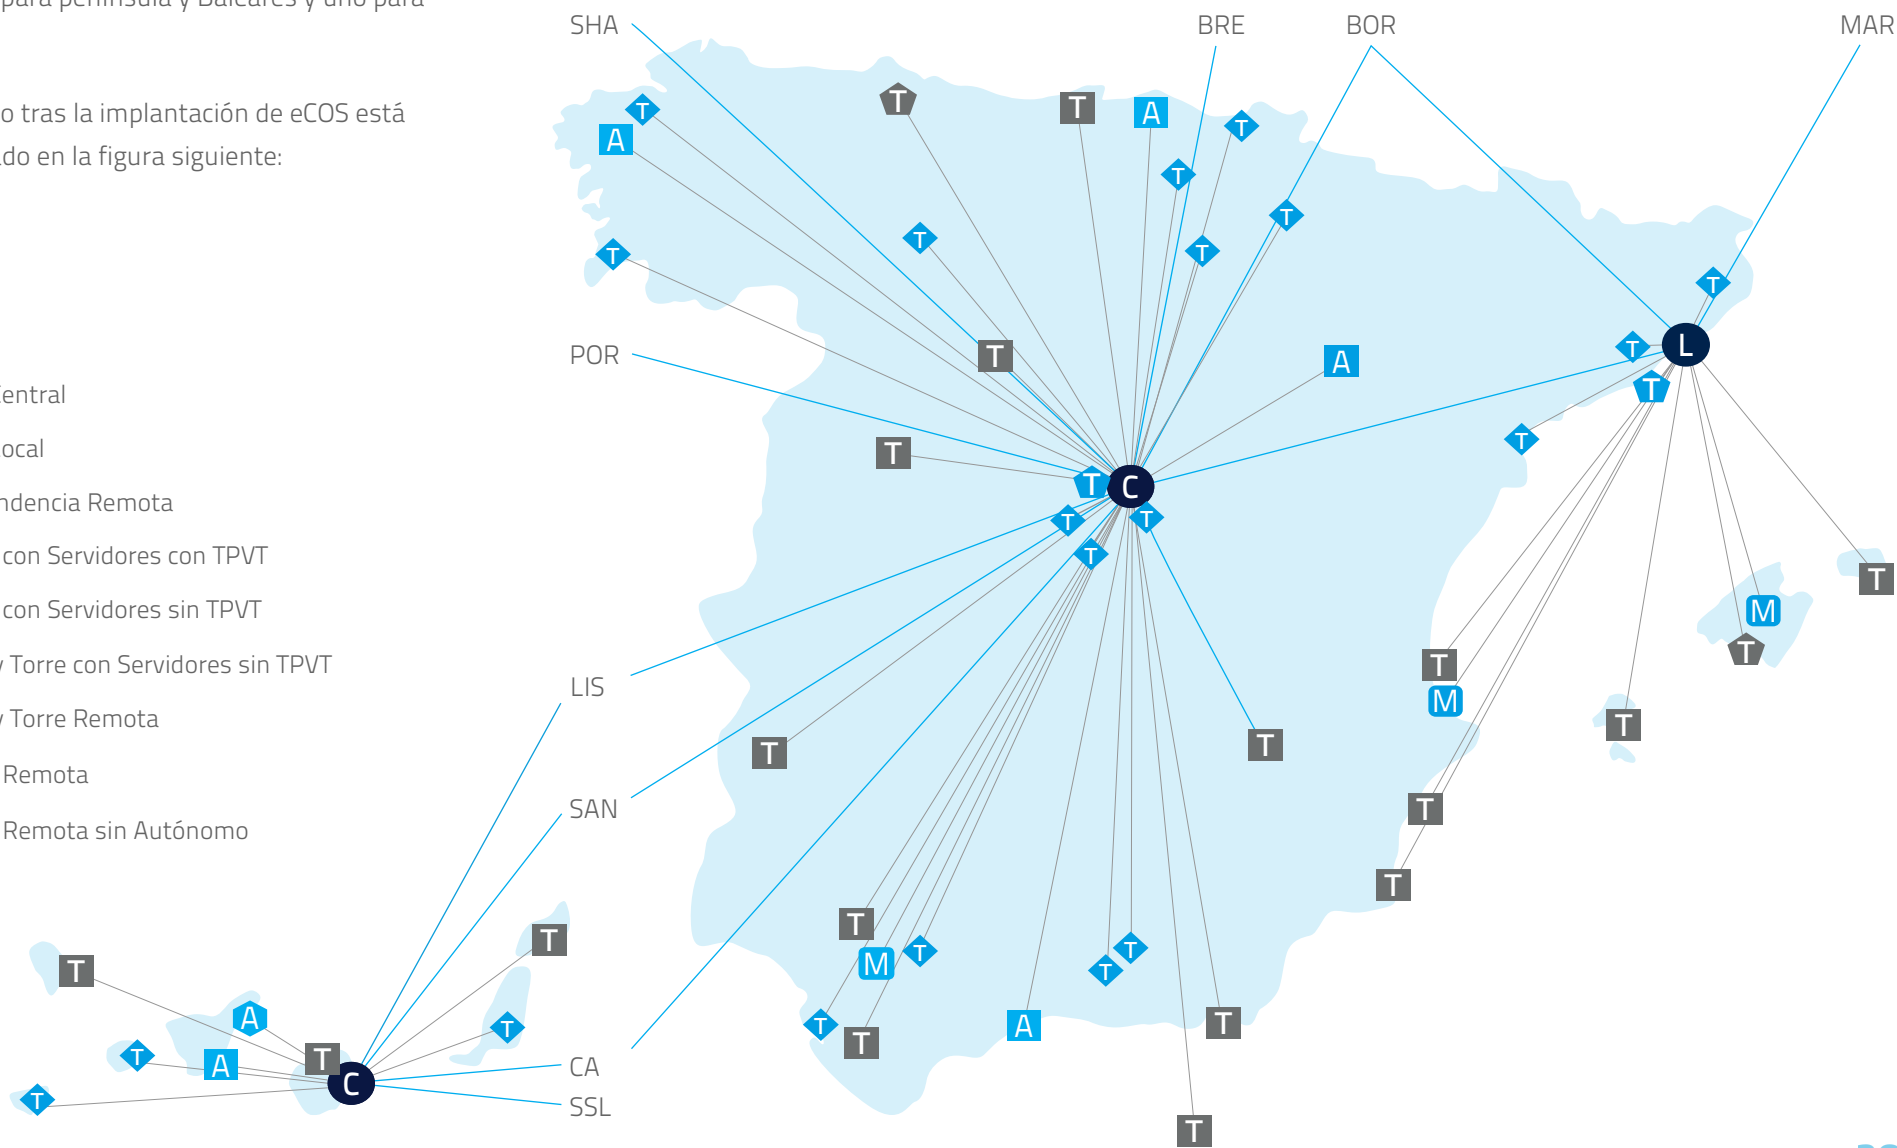 para península y Baleares y uno para
o tras la implantación de eCOS está
ado en la figura siguiente:
Central
Local
ndencia Remota
con Servidores con TPVT
con Servidores sin TPVT
y Torre con Servidores sin TPVT
y Torre Remota
Remota
Remota sin Autónomo
SHA
BRE
BOR
MAR
POR
LIS
SAN
CA
SSL
T
T
A
T
T
A
T
T
T
T
T
T
T
T
T
A
L
T
T
T
T
T
C
T
T
T
T
M
T
T
M
T
T
T
T
T
T
T
M
T
T
T
T
A
T
T
T
T
T
A
T
T
A
T
C
T
T